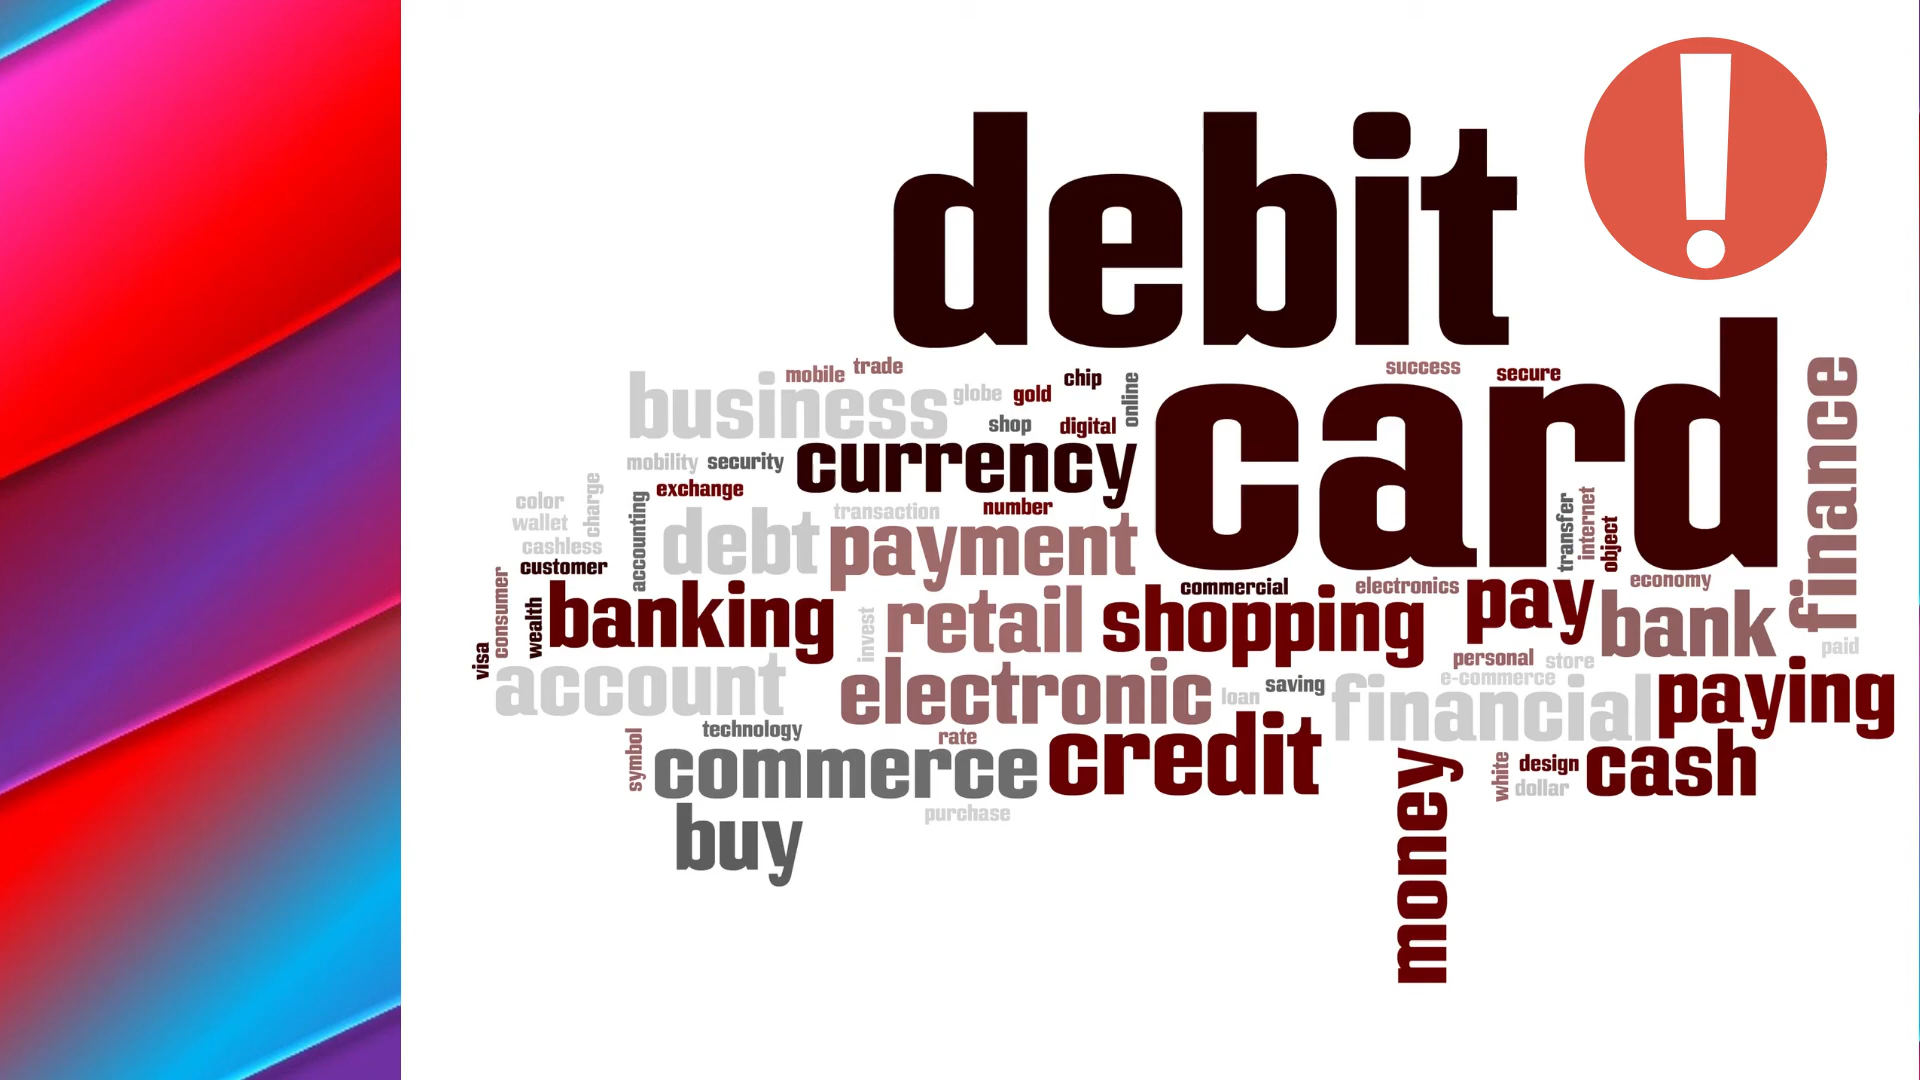 !
debit
card
mobile
trade
success
secure
business
globe
gold
chip
online
shop
digital
finance
currency
mobility
security
exchange
number
color
wallet
charge
cashless
customer
accounting
debt
transaction
payment
transfer
internet
object
commercial
electronics
pay
economy
consumer
wealth
banking
invest
retail
shopping
bank
paid
visa
account
electronic
loan
saving
personal
store
e-commerce
financial
paying
technology
symbol
rate
commerce
credit
money
white
design
dollar
cash
purchase
buy